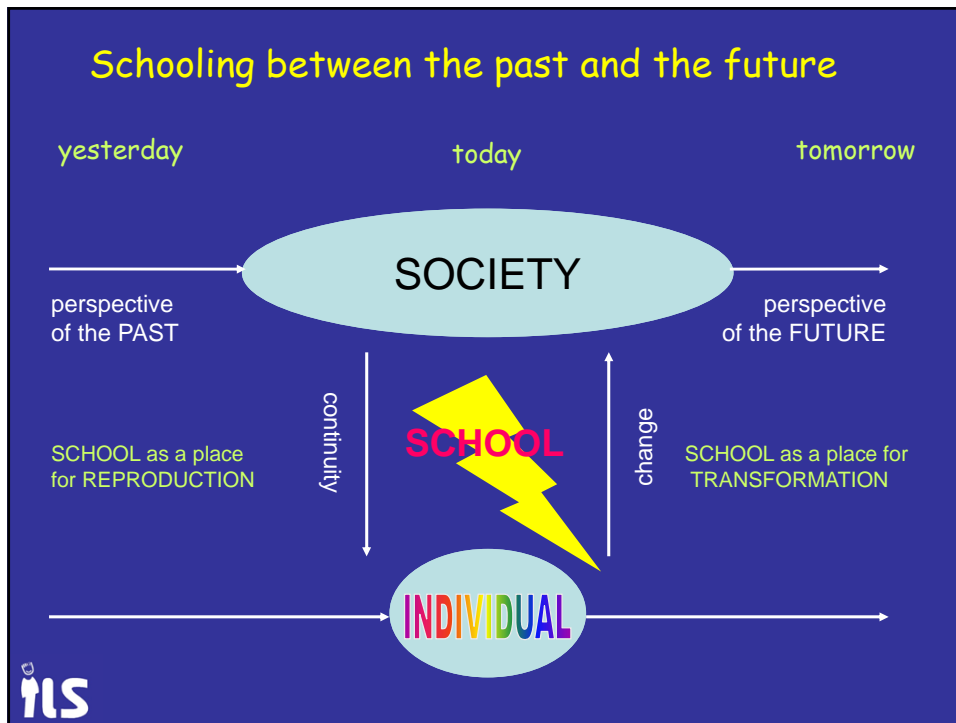 Schooling between the past and the future
yesterday
today
tomorrow
SOCIETY
perspective
of the PAST
perspective
of the FUTURE
continuity
SCHOOL
change
SCHOOL as a place
for REPRODUCTION
SCHOOL as a place for
TRANSFORMATION
INDIVIDUAL
ILS